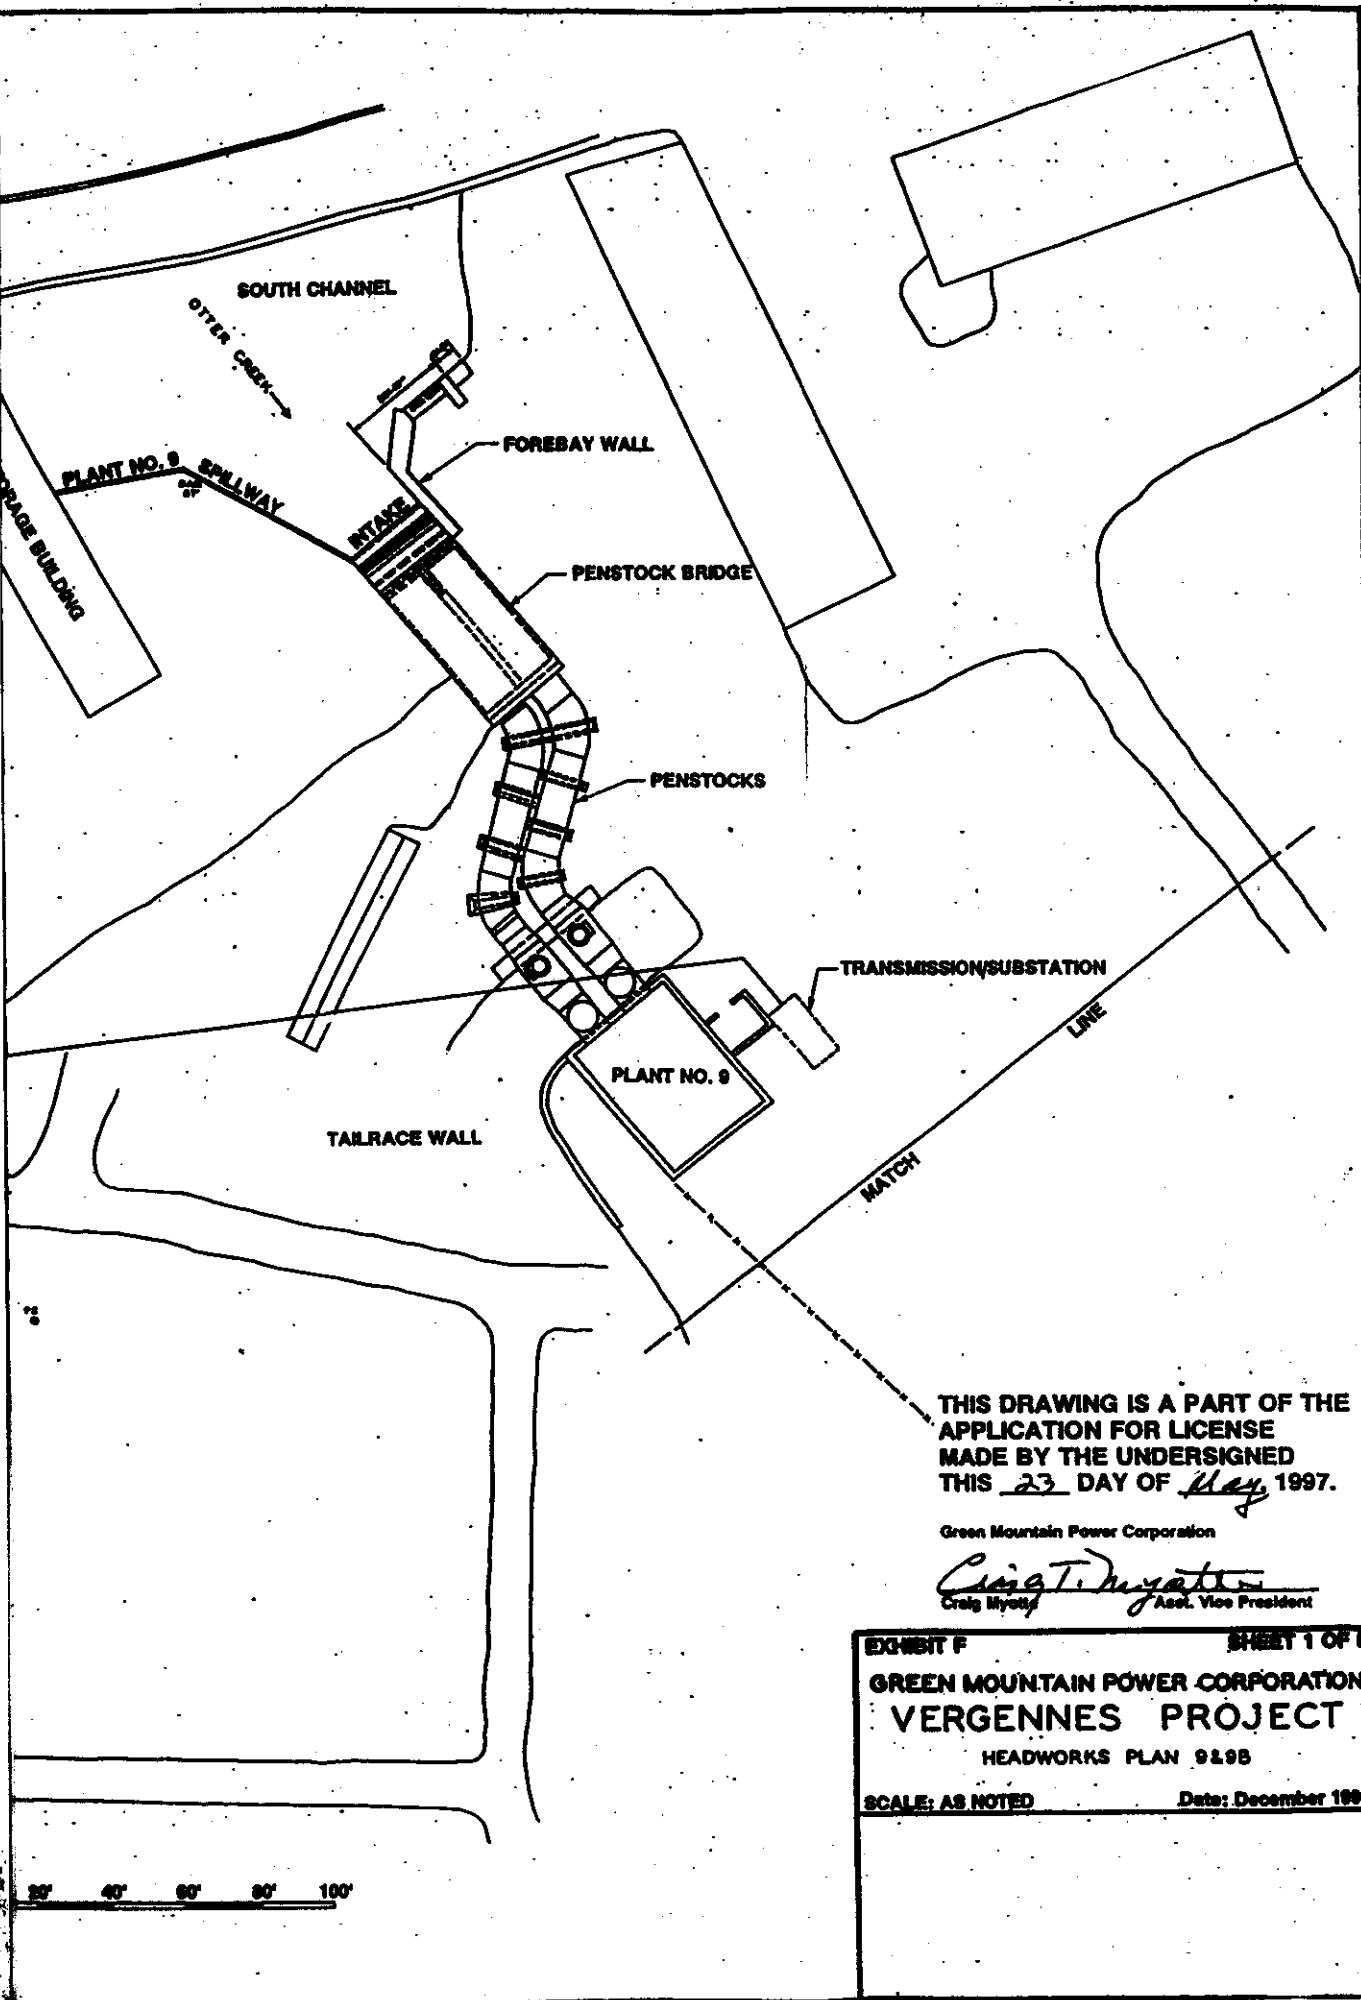 SOUTH CHANNEL
OTTER CREEK
FOREBAY WALL
PLANT NO. 9 SPILLWAY
INTAKE
BUILDING
PENSTOCK BRIDGE
PENSTOCKS
TRANSMISSION/SUBSTATION
LINE
PLANT NO. 9
TAILRACE WALL
MATCH
THIS DRAWING IS A PART OF THE
APPLICATION FOR LICENSE
MADE BY THE UNDERSIGNED
THIS 23 DAY OF May, 1997.
Green Mountain Power Corporation
Craig T. Myott
Craig Myott Asst. Vice President
EXHIBIT F SHEET 1 OF
GREEN MOUNTAIN POWER CORPORATION
VERGENNES PROJECT
HEADWORKS PLAN 9&9B
SCALE: AS NOTED Date: December
20' 40' 60' 80' 100'